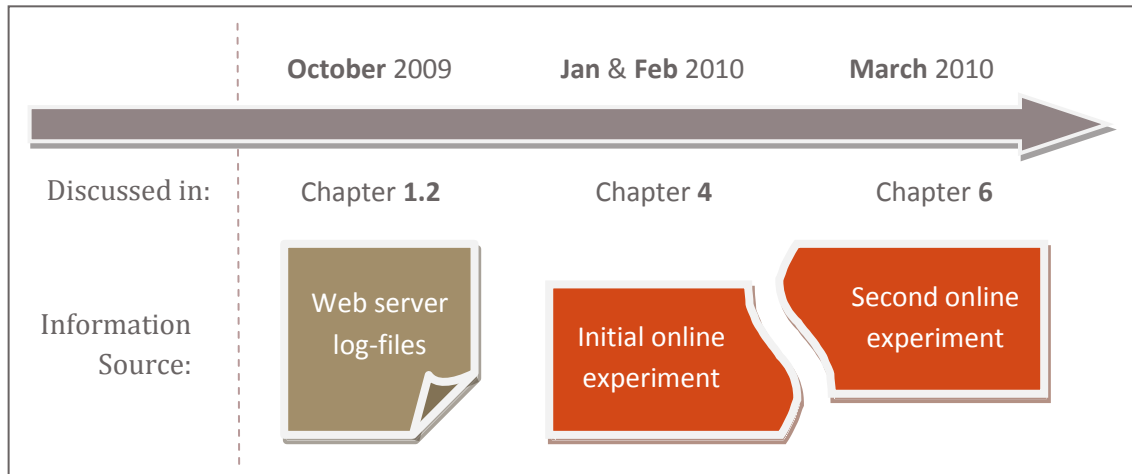 October 2009 Jan & Feb 2010 March 2010
Discussed in: Chapter 1.2 Chapter 4 Chapter 6
Information
Source:
Web server
log-files
Initial online
experiment
Second online
experiment